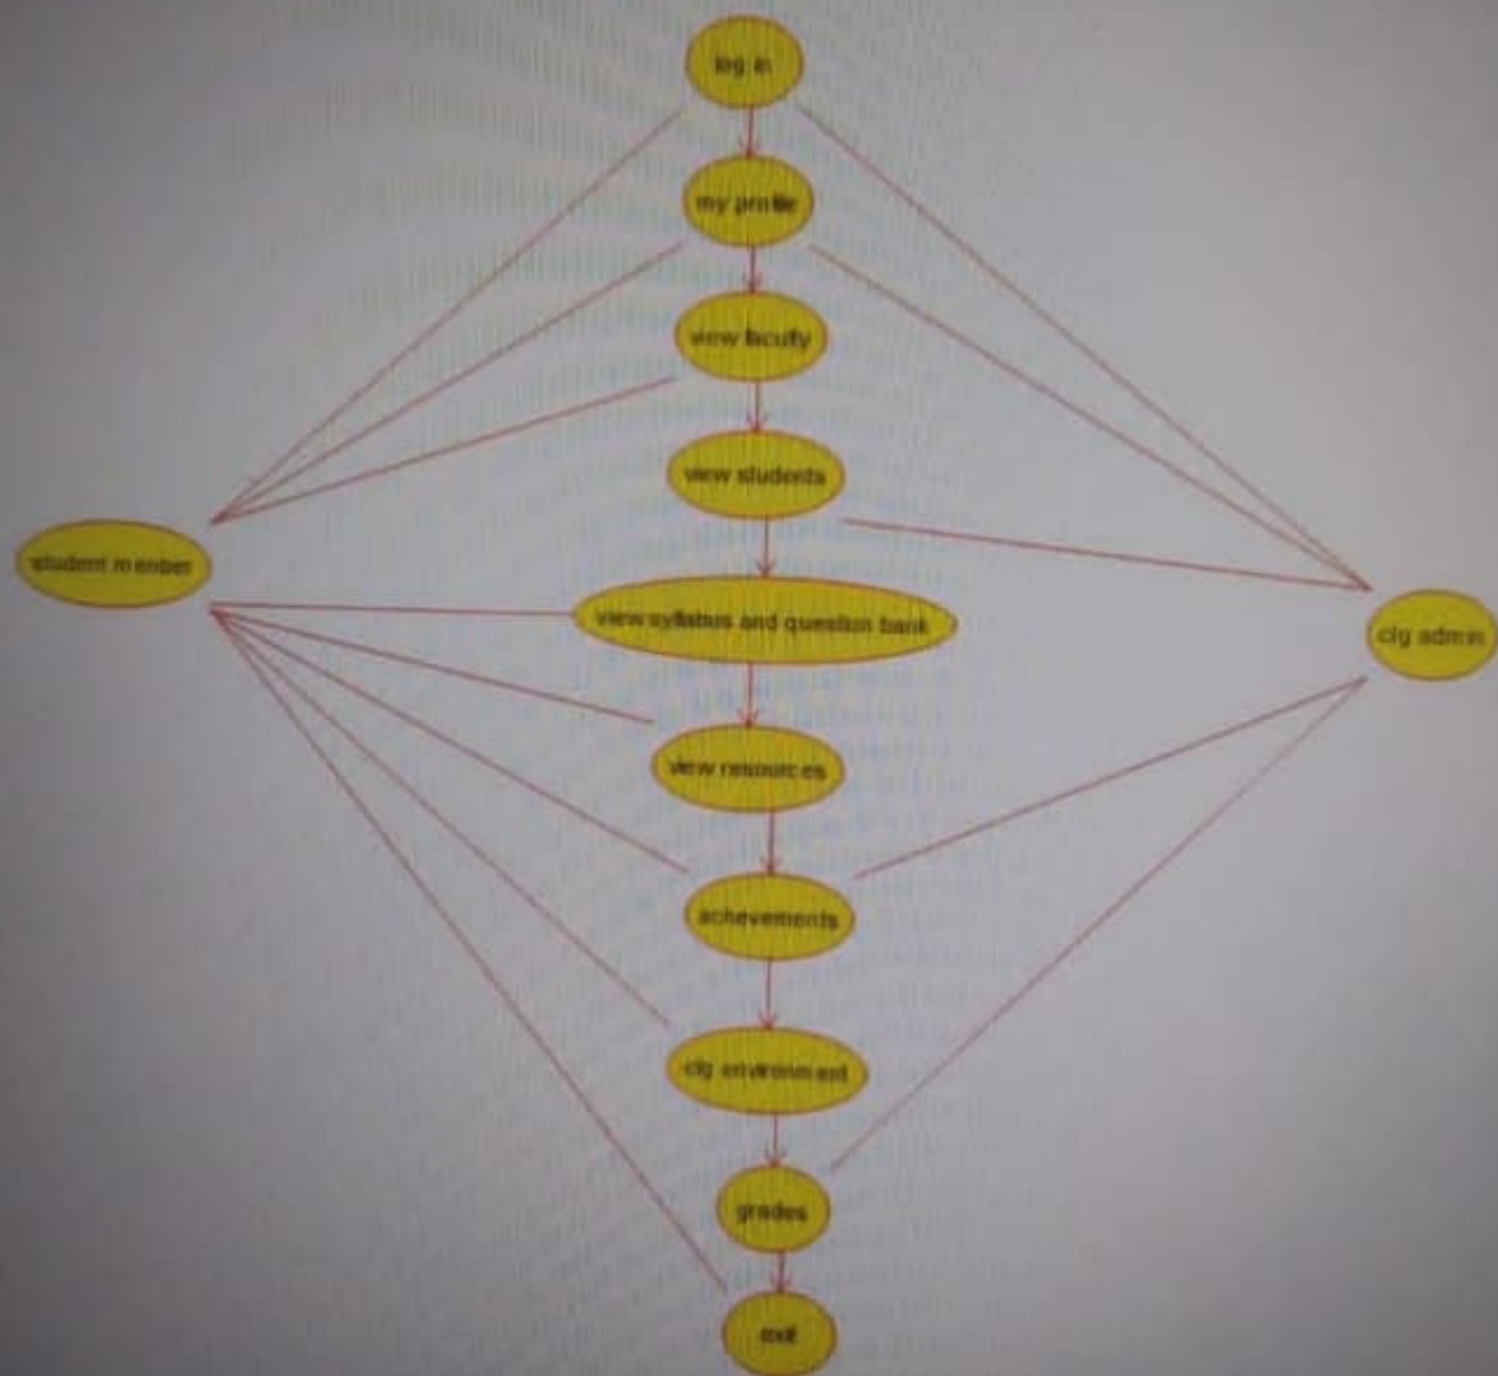 log in
my profile
view faculty
view students
student member
view syllabus and question bank
clg admin
view resources
achevements
clg environment
grades
exit